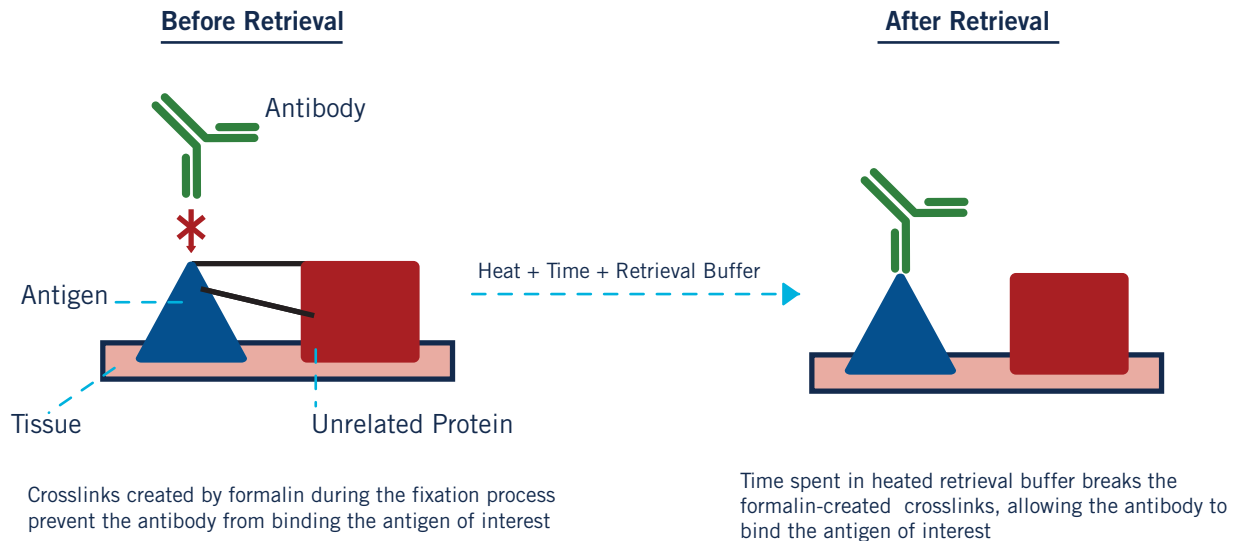 Before Retrieval
After Retrieval
Antibody
Heat + Time + Retrieval Buffer
Antigen
Tissue
Unrelated Protein
Crosslinks created by formalin during the fixation process
prevent the antibody from binding the antigen of interest
Time spent in heated retrieval buffer breaks the
formalin-created crosslinks, allowing the antibody to
bind the antigen of interest